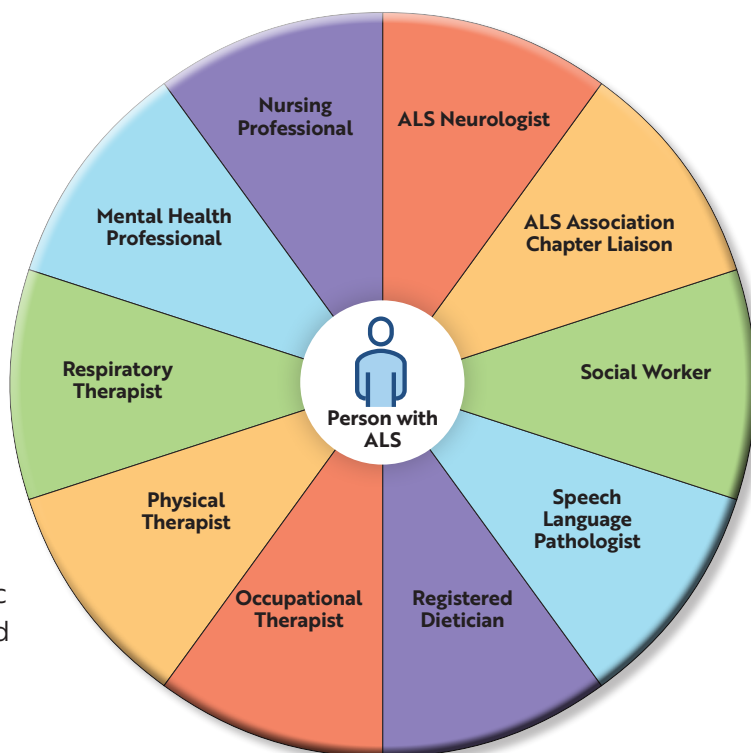 Nursing
Professional
ALS Neurologist
ALS Association
Chapter Liaison
Social Worker
Speech
Language
Pathologist
Registered
Dietician
Occupational
Therapist
Physical
Therapist
Respiratory
Therapist
Mental Health
Professional
Person with
ALS
c
d